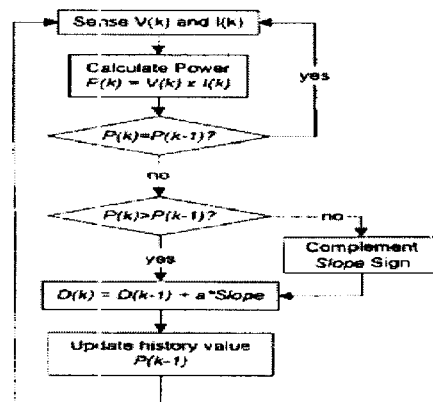 Sense V(k) and I(k)
Calculate Power
P(k) = V(k) x I(k)
yes
P(k)=P(k-1)?
no
P(k)>P(k-1)?
no
Complement
Slope Sign
yes
D(k) = D(k-1) + a*Slope
Update history value
P(k-1)